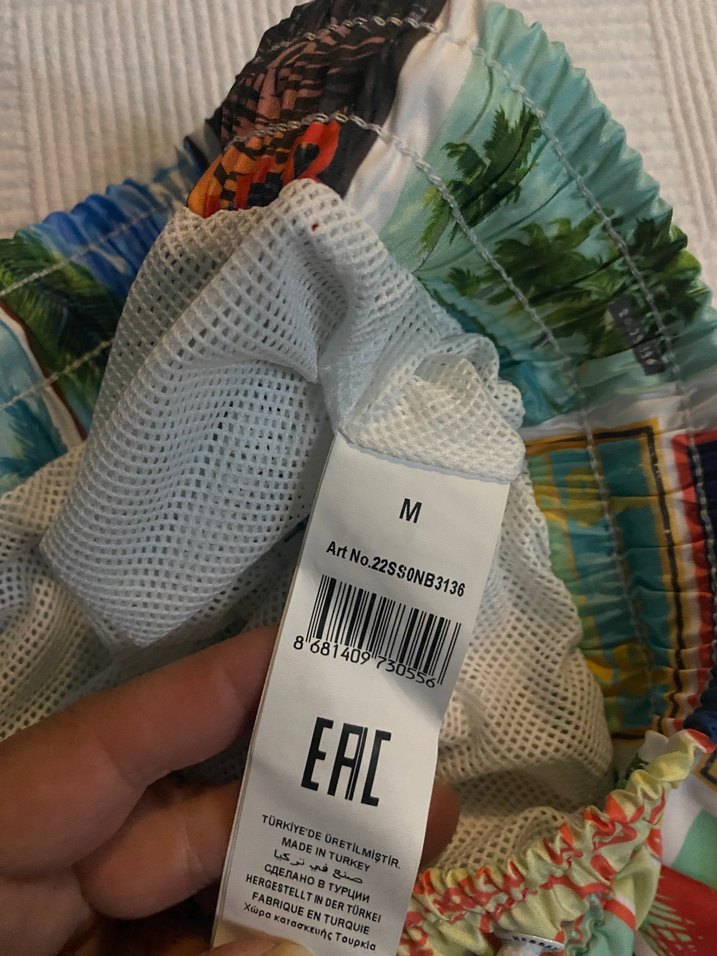 M
Art No.22SS0NB3136
8 681409 730556
EAC
TÜRKİYE'DE ÜRETİLMİŞTİR.
MADE IN TURKEY
صنع في تركيا
СДЕЛАНО В ТУРЦИИ
HERGESTELLT IN DER TÜRKEI
FABRIQUE EN TURQUIE
Χώρα κατασκευής Τουρκία